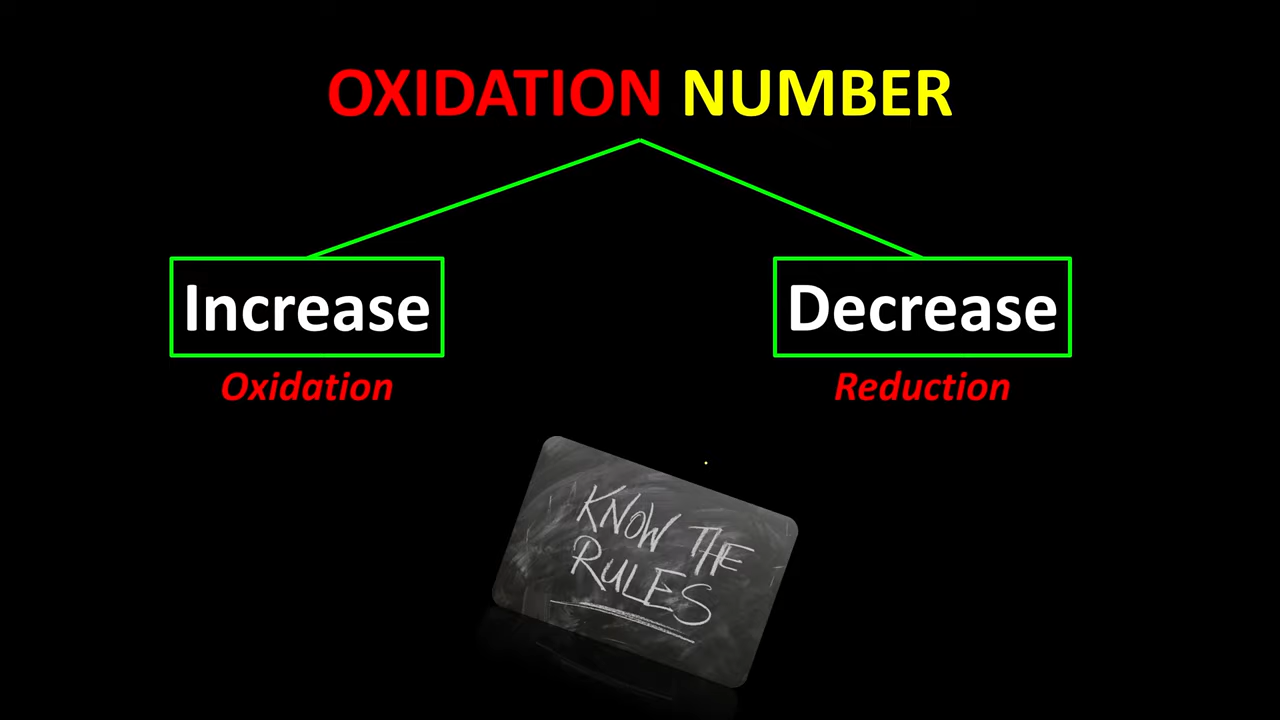 OXIDATION NUMBER
Increase
Decrease
Oxidation
Reduction
KNOW THE
RULES